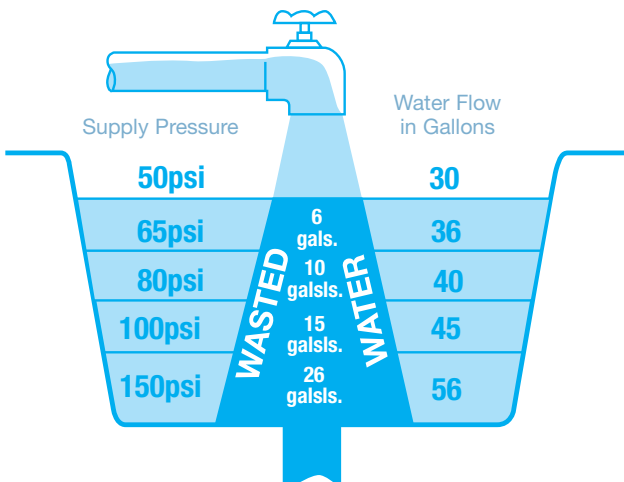 Supply Pressure
Water Flow
in Gallons
50psi
30
65psi
6
gals.
36
80psi
10
galsls.
40
100psi
15
galsls.
45
150psi
26
galsls.
56
WASTED
WATER